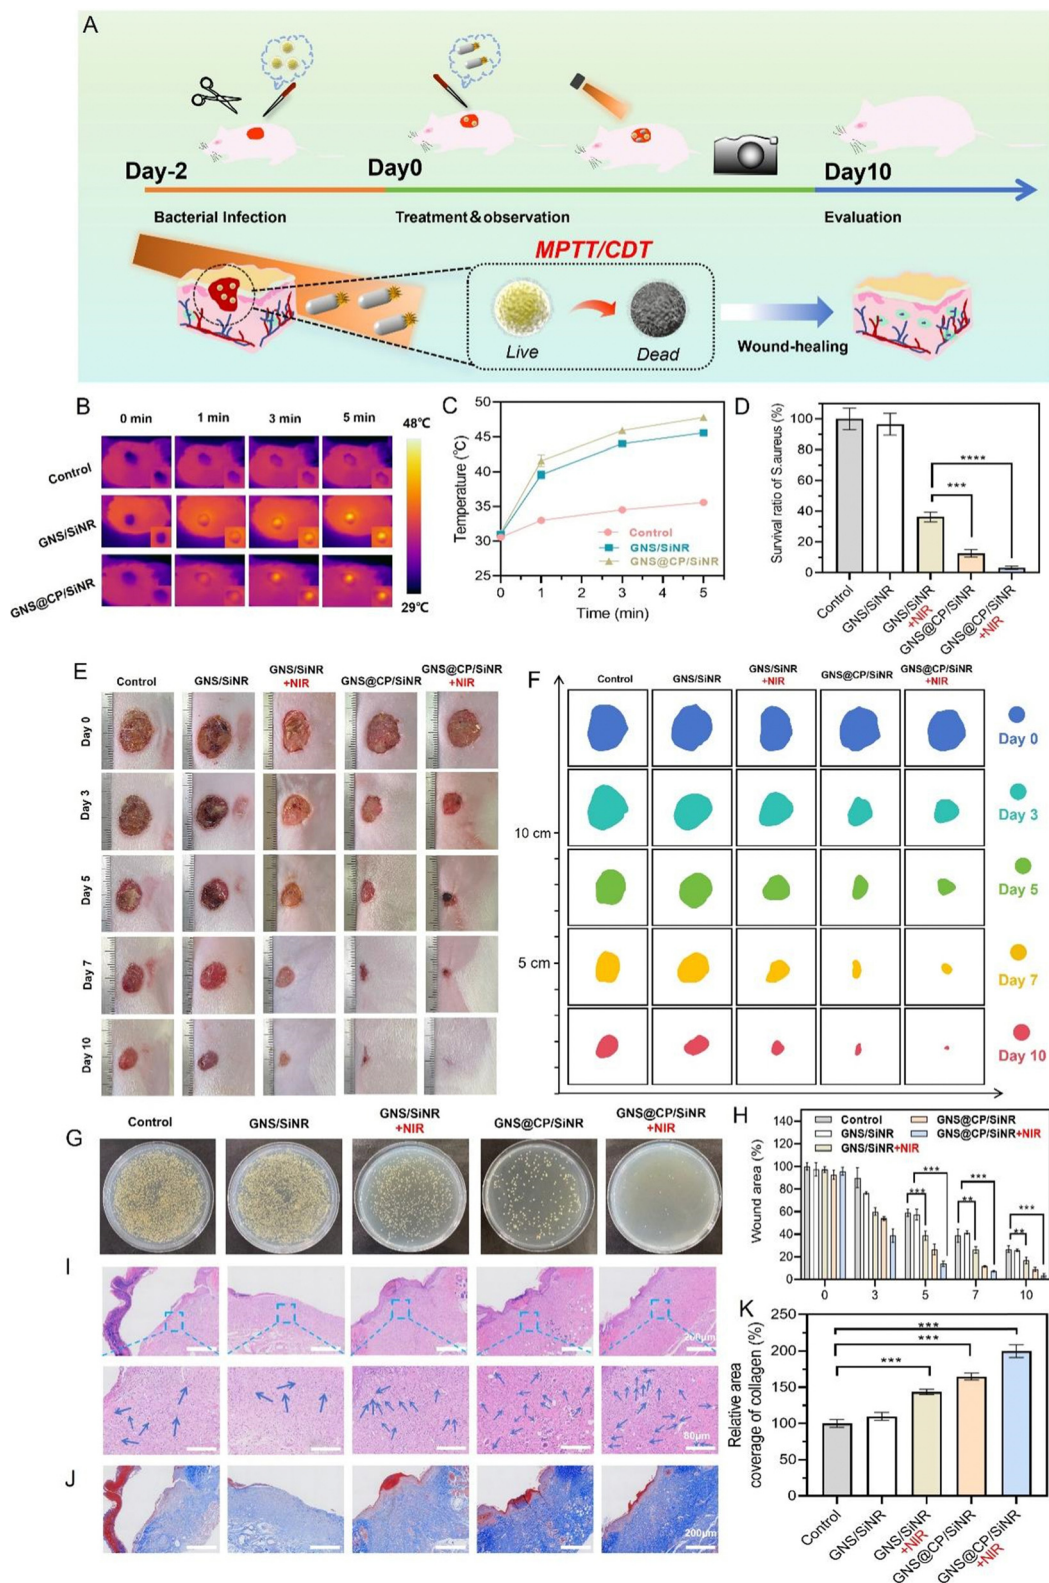 A
Day-2
Day0
Day10
Bacterial Infection
Treatment & observation
Evaluation
MPTT/CDT
Live
Dead
Wound-healing
B
0 min
1 min
3 min
5 min
48℃
Control
GNS/SiNR
GNS@CP/SiNR
29℃
C
Temperature (°C)
50
45
40
35
30
25
Control
GNS/SiNR
GNS@CP/SiNR
0
1
2
3
4
5
Time (min)
D
Survival ratio of S.aureus (%)
100
80
60
40
20
0
****
***
Control
GNS/SiNR
GNS/SiNR
+NIR
GNS@CP/SiNR
GNS@CP/SiNR
+NIR
E
Control
GNS/SiNR
GNS/SiNR
+NIR
GNS@CP/SiNR
GNS@CP/SiNR
+NIR
Day 0
Day 3
Day 5
Day 7
Day 10
F
Control
GNS/SiNR
GNS/SiNR
+NIR
GNS@CP/SiNR
GNS@CP/SiNR
+NIR
Day 0
Day 3
10 cm
Day 5
5 cm
Day 7
Day 10
G
Control
GNS/SiNR
GNS/SiNR
+NIR
GNS@CP/SiNR
GNS@CP/SiNR
+NIR
H
Wound area (%)
140
120
100
80
60
40
20
0
Control
GNS/SiNR
GNS/SiNR+NIR
GNS@CP/SiNR
GNS@CP/SiNR+NIR
***
***
***
**
***
**
0
3
5
7
10
I
200μm
80μm
J
200μm
K
Relative area
coverage of collagen (%)
250
200
150
100
50
0
***
***
***
Control
GNS/SiNR
GNS/SiNR
+NIR
GNS@CP/SiNR
GNS@CP/SiNR
+NIR